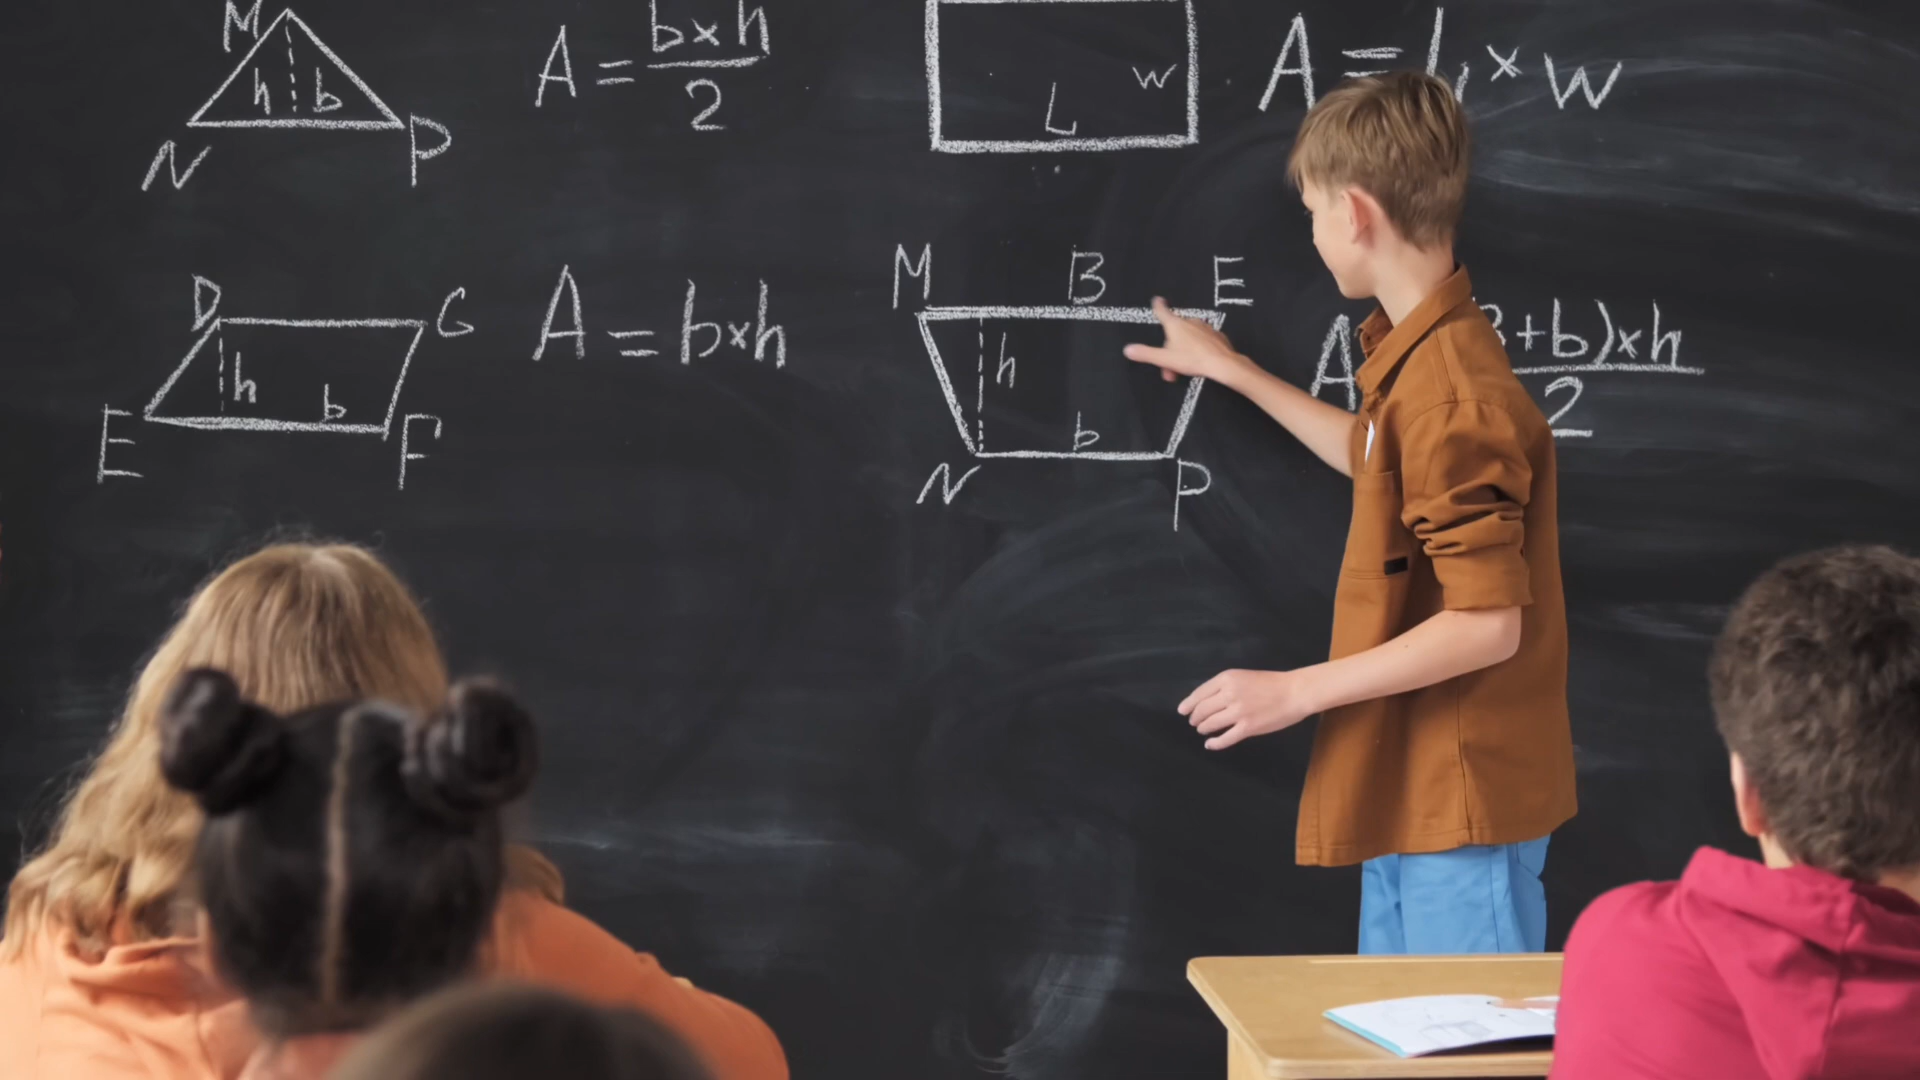 M
h b
N P
A = b×h
2
L
w
A = L × w
D G
h
b
E F
A = b×h
M B E
h
b
N P
A
+b)×h
2